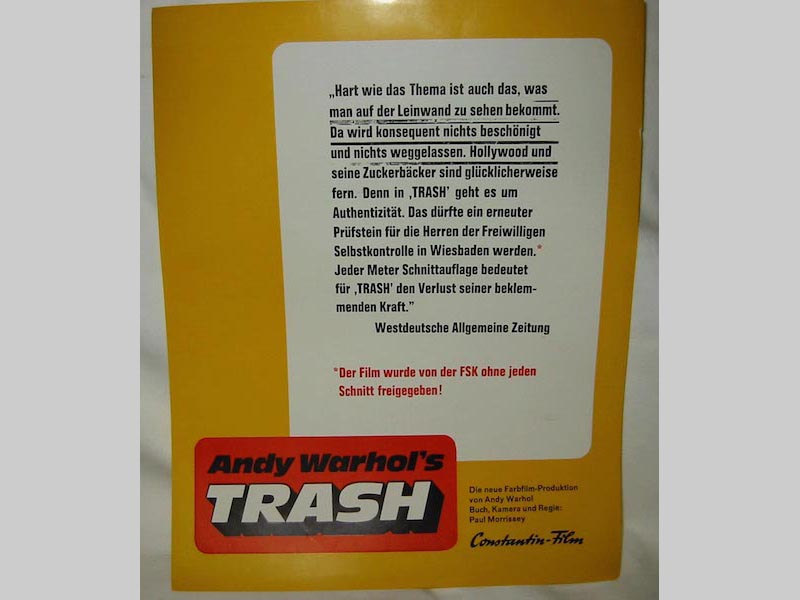 „Hart wie das Thema ist auch das, was
man auf der Leinwand zu sehen bekommt.
Da wird konsequent nichts beschönigt
und nichts weggelassen. Hollywood und
seine Zuckerbäcker sind glücklicherweise
fern. Denn in ‚TRASH’ geht es um
Authentizität. Das dürfte ein erneuter
Prüfstein für die Herren der Freiwilligen
Selbstkontrolle in Wiesbaden werden.*
Jeder Meter Schnittauflage bedeutet
für ‚TRASH’ den Verlust seiner beklem-
menden Kraft.”
Westdeutsche Allgemeine Zeitung
*Der Film wurde von der FSK ohne jeden
Schnitt freigegeben!
Andy Warhol's
TRASH
Die neue Farbfilm-Produktion
von Andy Warhol
Buch, Kamera und Regie:
Paul Morrissey
Constantin-Film